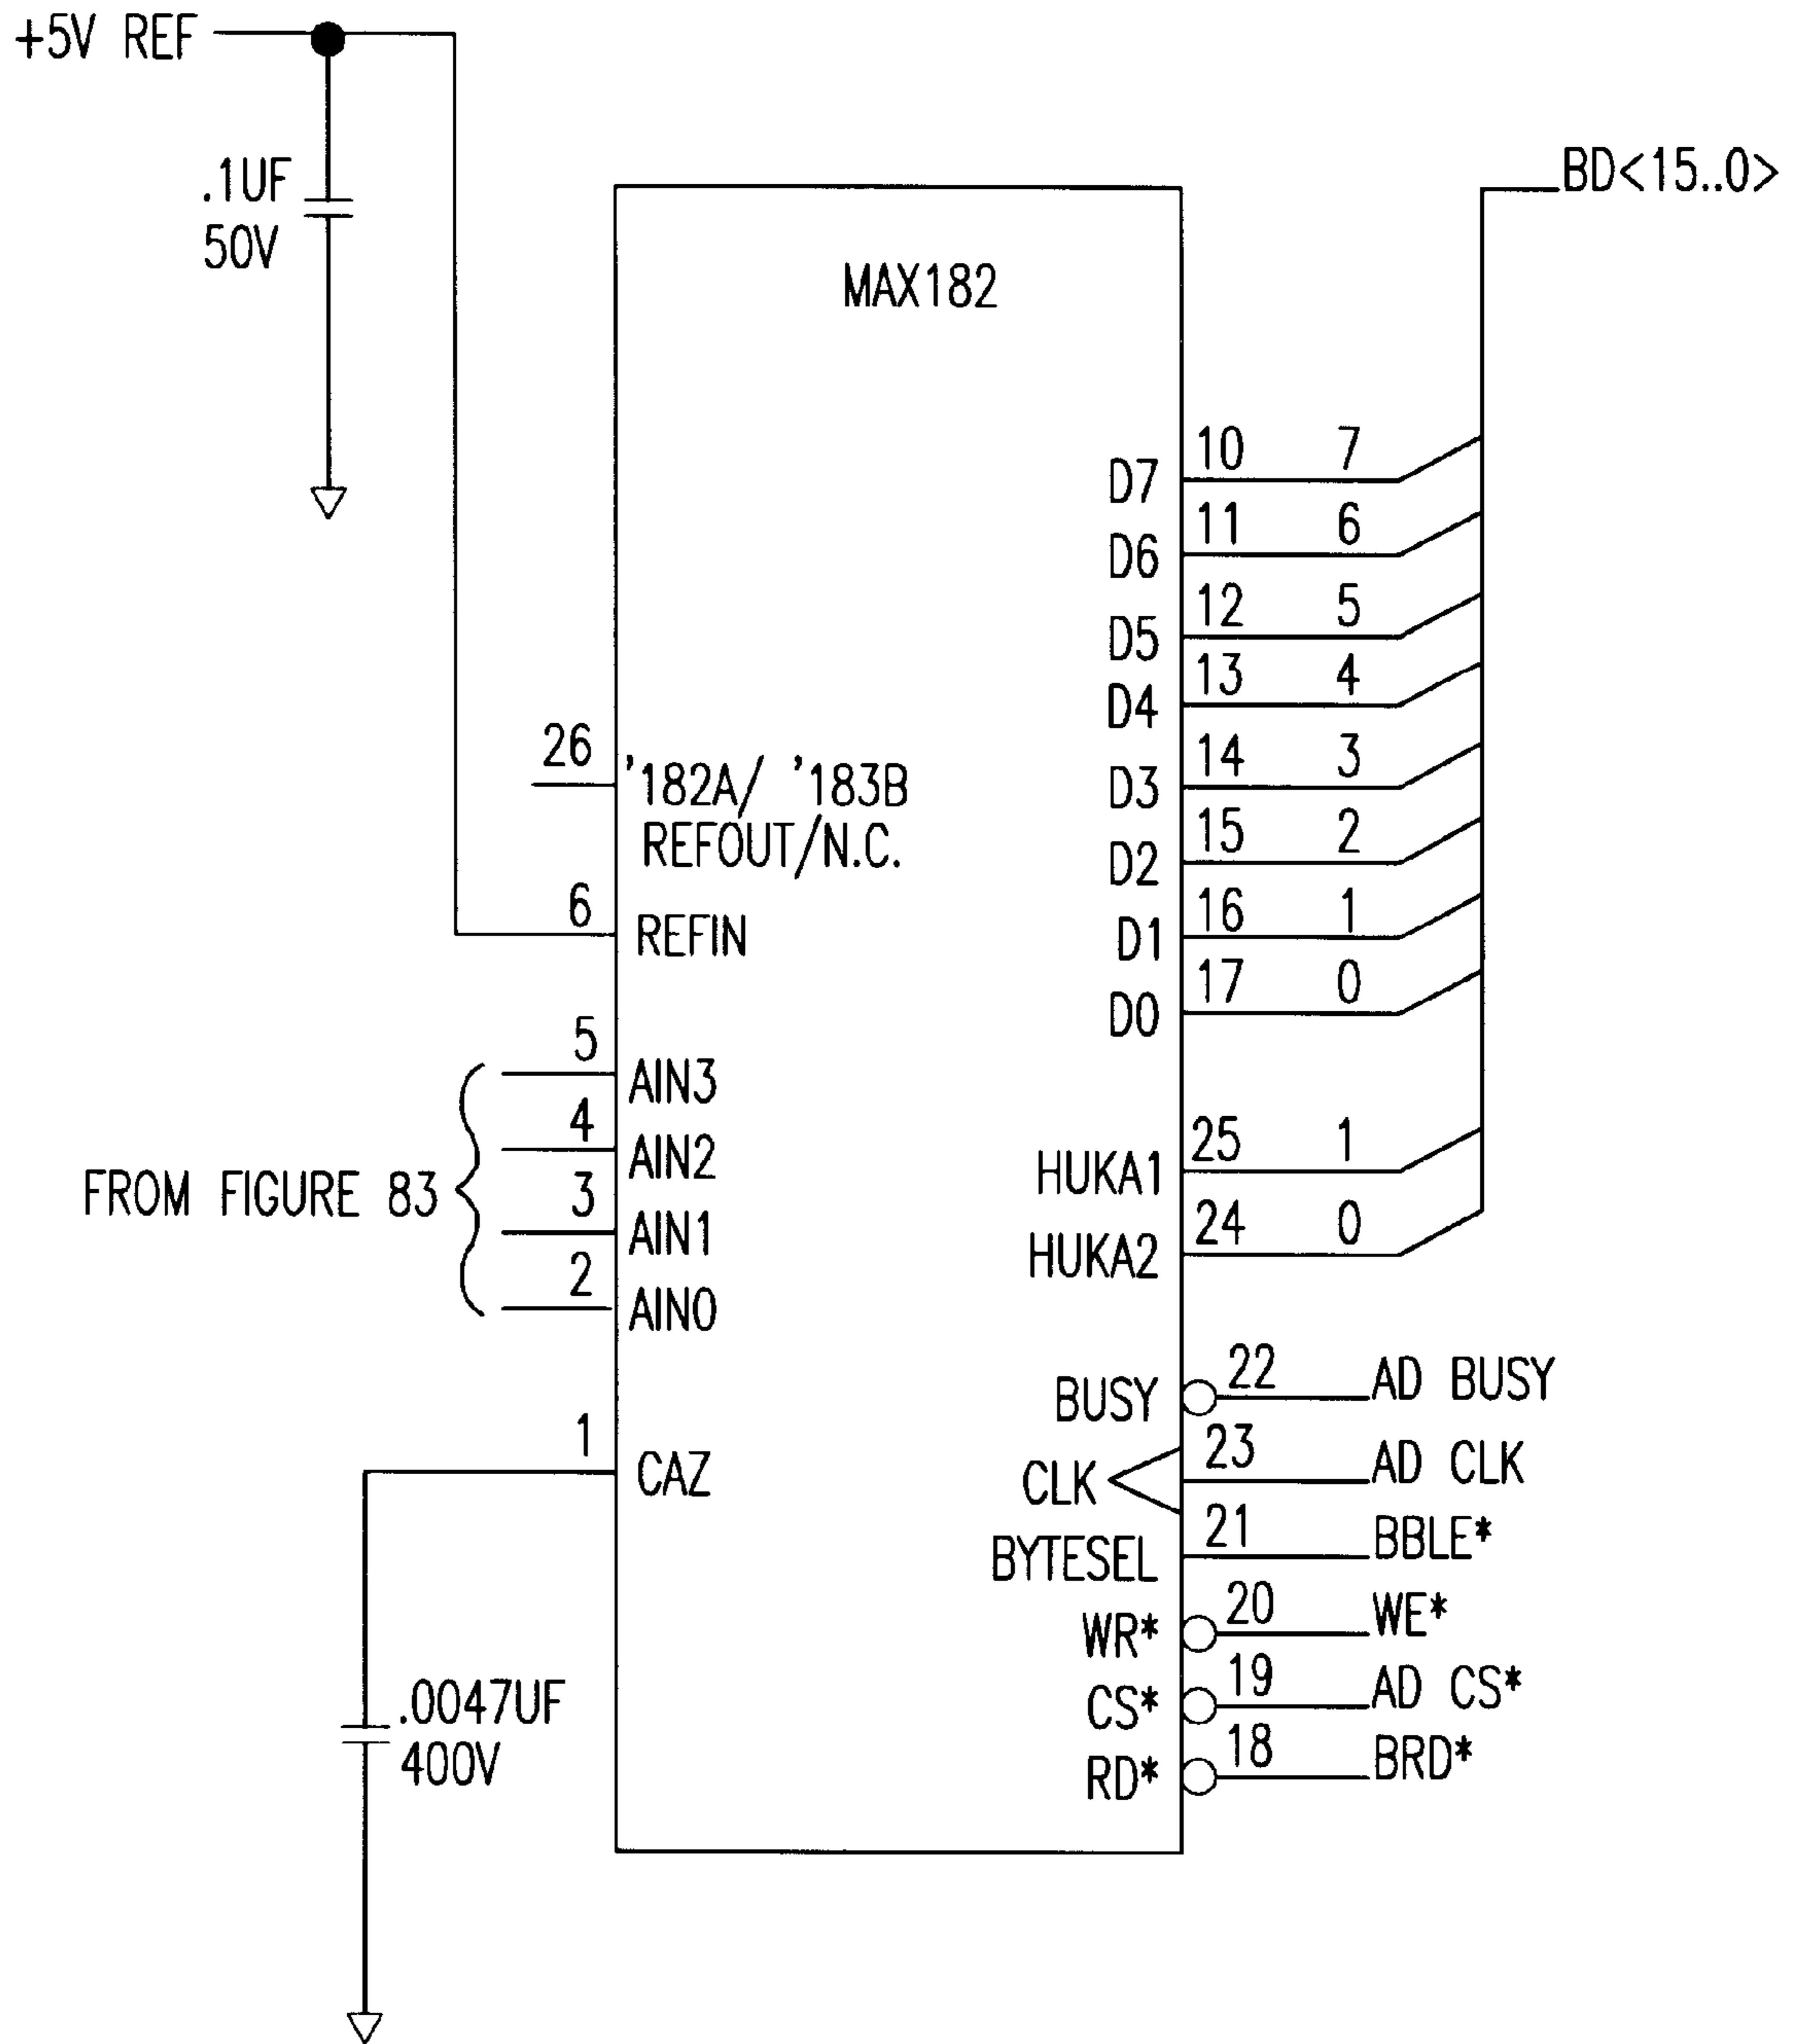 +5V REF
.1UF
50V
BD<15..0>
MAX182
D7 10 7
D6 11 6
D5 12 5
D4 13 4
D3 14 3
D2 15 2
D1 16 1
D0 17 0
26 '182A/ '183B
REFOUT/N.C.
6 REFIN
5 AIN3
4 AIN2
3 AIN1
2 AIN0
FROM FIGURE 83
HUKA1 25 1
HUKA2 24 0
1 CAZ
.0047UF
400V
BUSY 22 AD BUSY
CLK 23 AD CLK
BYTESEL 21 BBLE*
WR* 20 WE*
CS* 19 AD CS*
RD* 18 BRD*